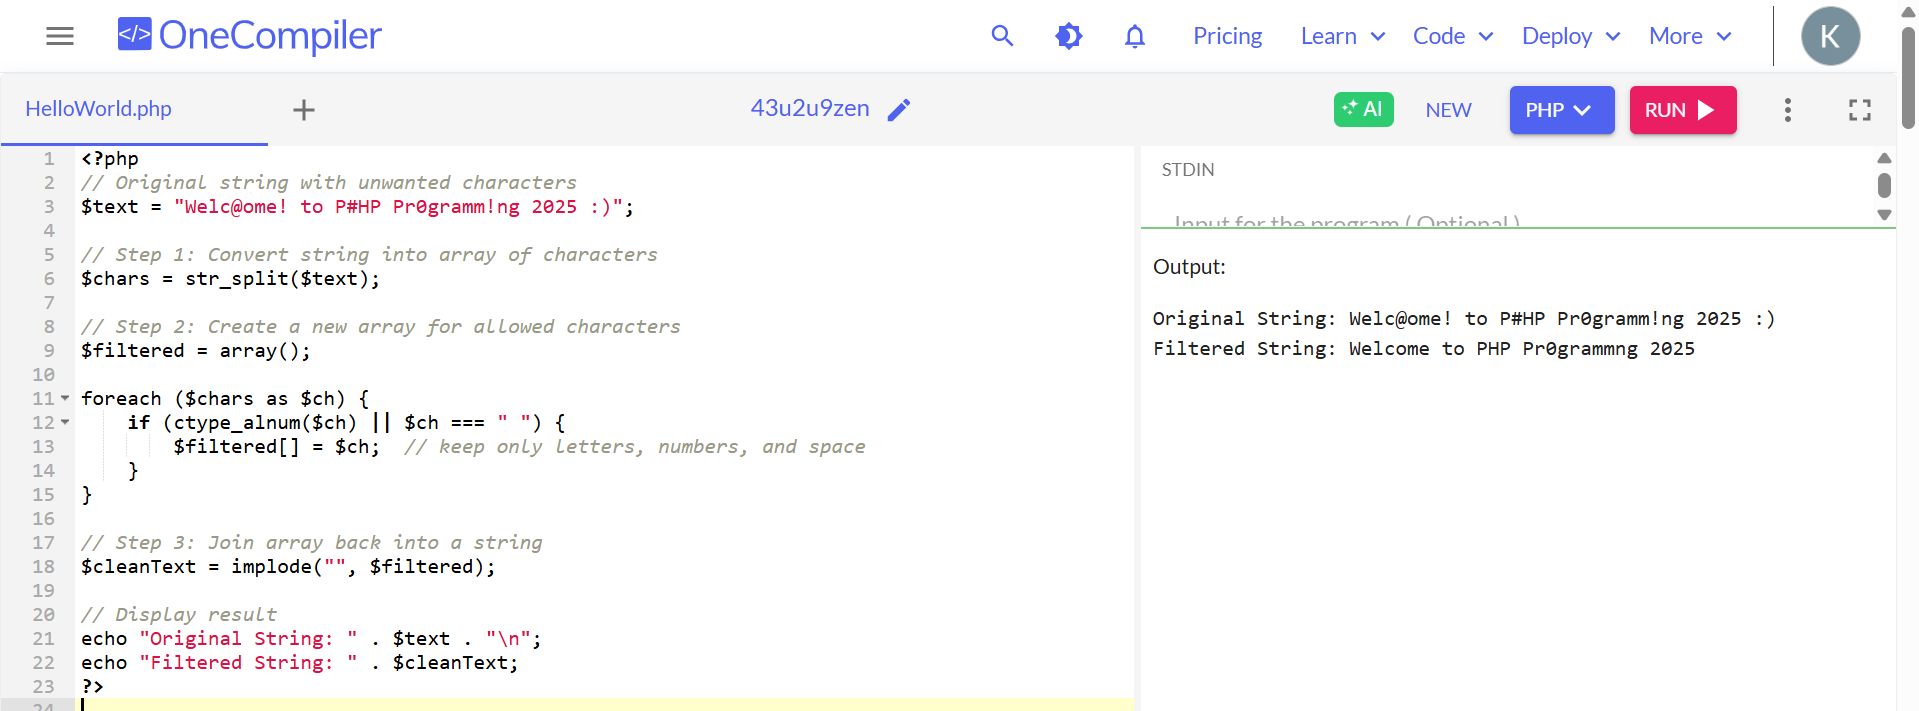 </> OneCompiler
Pricing Learn Code Deploy More K
HelloWorld.php + 43u2u9zen AI NEW PHP RUN
1 <?php
2 // Original string with unwanted characters
3 $text = "Welc@ome! to P#HP Pr0gramm!ng 2025 :)";
4
5 // Step 1: Convert string into array of characters
6 $chars = str_split($text);
7
8 // Step 2: Create a new array for allowed characters
9 $filtered = array();
10
11 foreach ($chars as $ch) {
12 if (ctype_alnum($ch) || $ch === " ") {
13 $filtered[] = $ch; // keep only letters, numbers, and space
14 }
15 }
16
17 // Step 3: Join array back into a string
18 $cleanText = implode("", $filtered);
19
20 // Display result
21 echo "Original String: " . $text . "\n";
22 echo "Filtered String: " . $cleanText;
23 ?>
24
STDIN
Input for the program ( Optional )
Output:
Original String: Welc@ome! to P#HP Pr0gramm!ng 2025 :)
Filtered String: Welcome to PHP Pr0grammng 2025